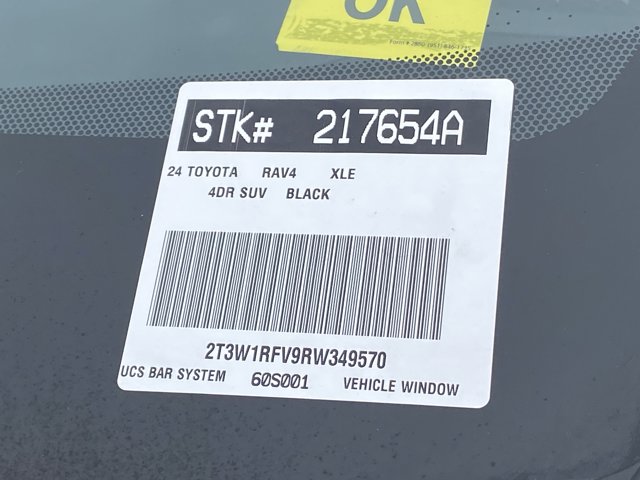 OK
STK# 217654A
24 TOYOTA RAV4 XLE
4DR SUV BLACK
2T3W1RFV9RW349570
UCS BAR SYSTEM 60S001 VEHICLE WINDOW